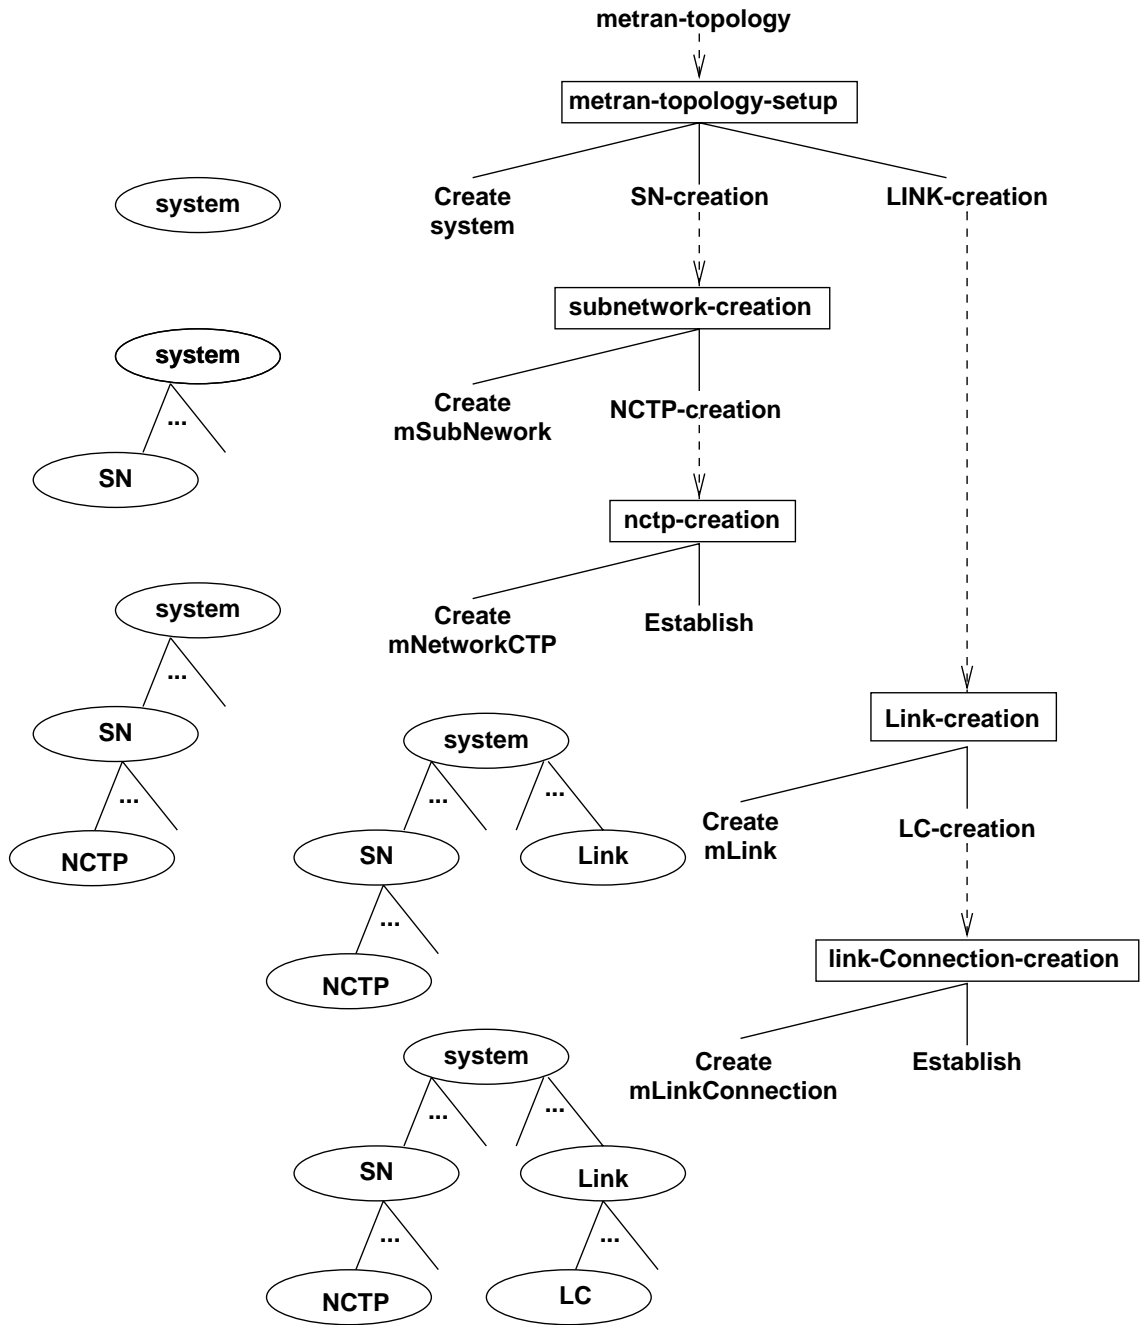 metran-topology
metran-topology-setup
Create
system
SN-creation
LINK-creation
system
subnetwork-creation
system
...
SN
Create
mSubNework
NCTP-creation
nctp-creation
Create
mNetworkCTP
Establish
system
...
SN
...
NCTP
Link-creation
system
...
...
SN
Link
...
NCTP
Create
mLink
LC-creation
link-Connection-creation
Create
mLinkConnection
Establish
system
...
...
SN
Link
...
...
NCTP
LC